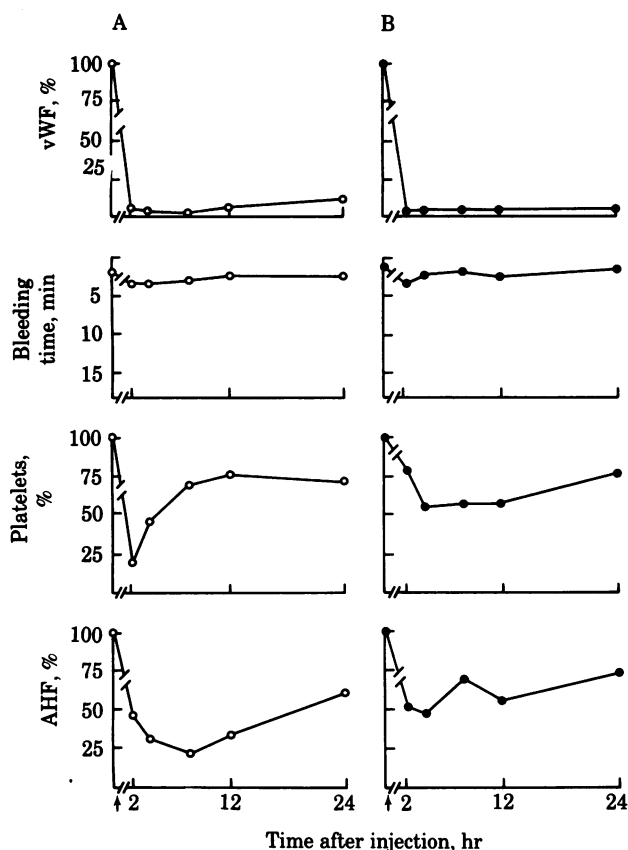 A B
vWF, %
100
75
50
25
Bleeding
time, min
5
10
15
Platelets,
%
100
75
50
25
AHF, %
100
75
50
25
2 12 24 2 12 24
Time after injection, hr